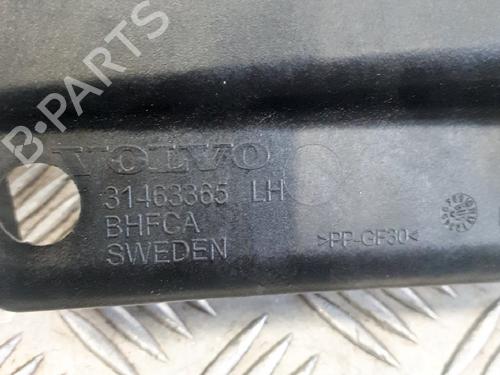 B-PARTS
VOLVO
31463365 LH
BHFCA
SWEDEN
>PP-GF30<